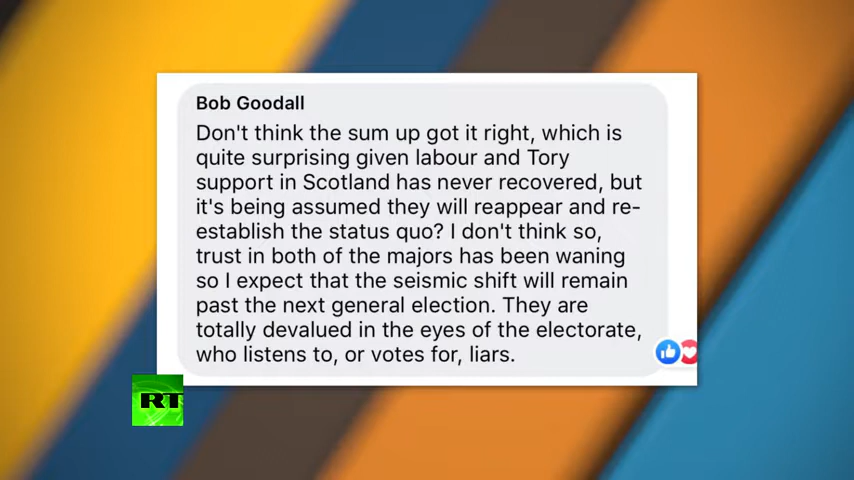 Bob Goodall
Don't think the sum up got it right, which is
quite surprising given labour and Tory
support in Scotland has never recovered, but
it's being assumed they will reappear and re-
establish the status quo? I don't think so,
trust in both of the majors has been waning
so I expect that the seismic shift will remain
past the next general election. They are
totally devalued in the eyes of the electorate,
who listens to, or votes for, liars.
RT